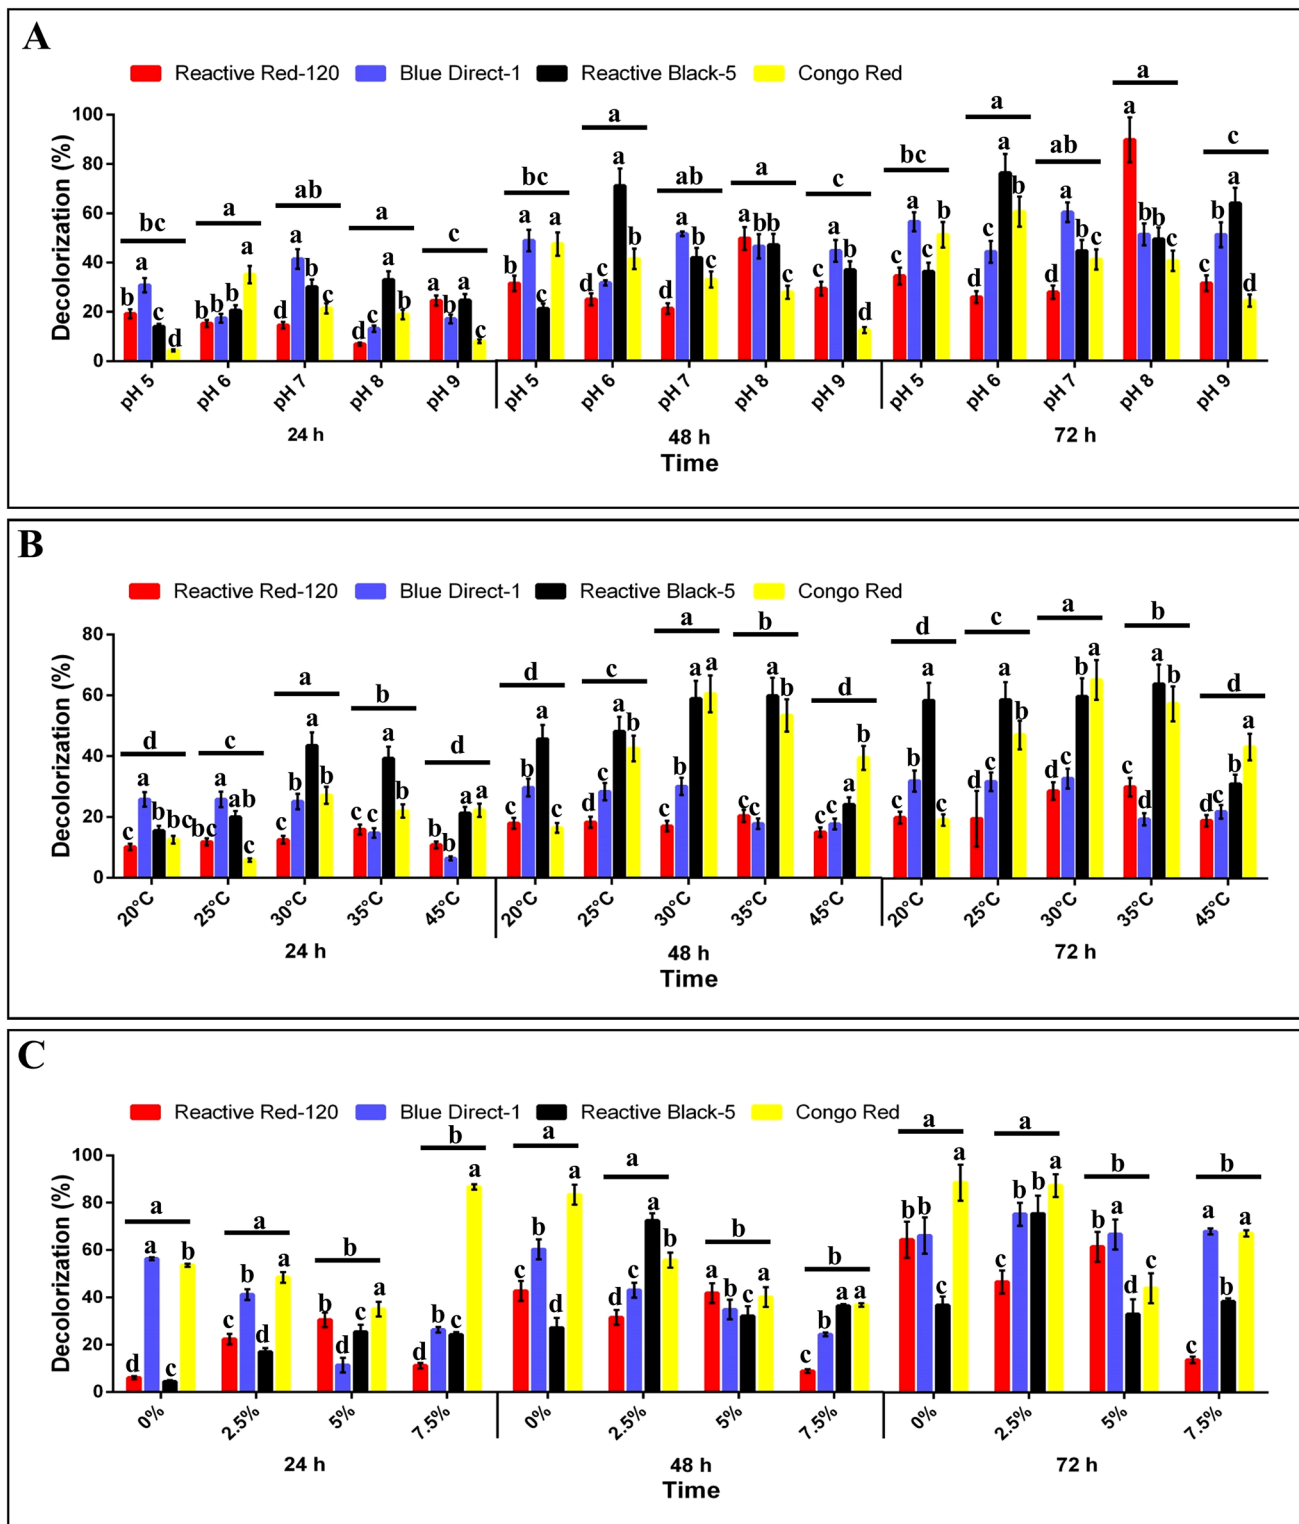 A
Reactive Red-120 Blue Direct-1 Reactive Black-5 Congo Red
Decolorization (%)
100
80
60
40
20
0
bc a ab a c bc a ab a c bc a ab a c
b a c d
b b b a
d a b c
d c a b
a b a c
b a c a
d c a b
d a b c
a b b c
b a b d
c a c b
d c a b
d a b c
a b b c
c b a d
pH 5 pH 6 pH 7 pH 8 pH 9 pH 5 pH 6 pH 7 pH 8 pH 9 pH 5 pH 6 pH 7 pH 8 pH 9
24 h 48 h 72 h
Time
B
Reactive Red-120 Blue Direct-1 Reactive Black-5 Congo Red
Decolorization (%)
80
60
40
20
0
d c a b d d c a b d d c a b d
c a b bc
bc a ab c
c b a b
c c a b
b c a a
c b a c
d c a b
c b a a
c c a b
c c a b
c b a c
d c a b
d c b a
c d a b
d c b a
20°C 25°C 30°C 35°C 45°C 20°C 25°C 30°C 35°C 45°C 20°C 25°C 30°C 35°C 45°C
24 h 48 h 72 h
Time
C
Reactive Red-120 Blue Direct-1 Reactive Black-5 Congo Red
Decolorization (%)
100
80
60
40
20
0
a a b b a a b b a a b b
d a c b
c b d a
b d c a
d b c a
c b d a
d c a b
a b b a
c b a a
b b c a
c b b a
b a d c
c a b a
0% 2.5% 5% 7.5% 0% 2.5% 5% 7.5% 0% 2.5% 5% 7.5%
24 h 48 h 72 h
Time